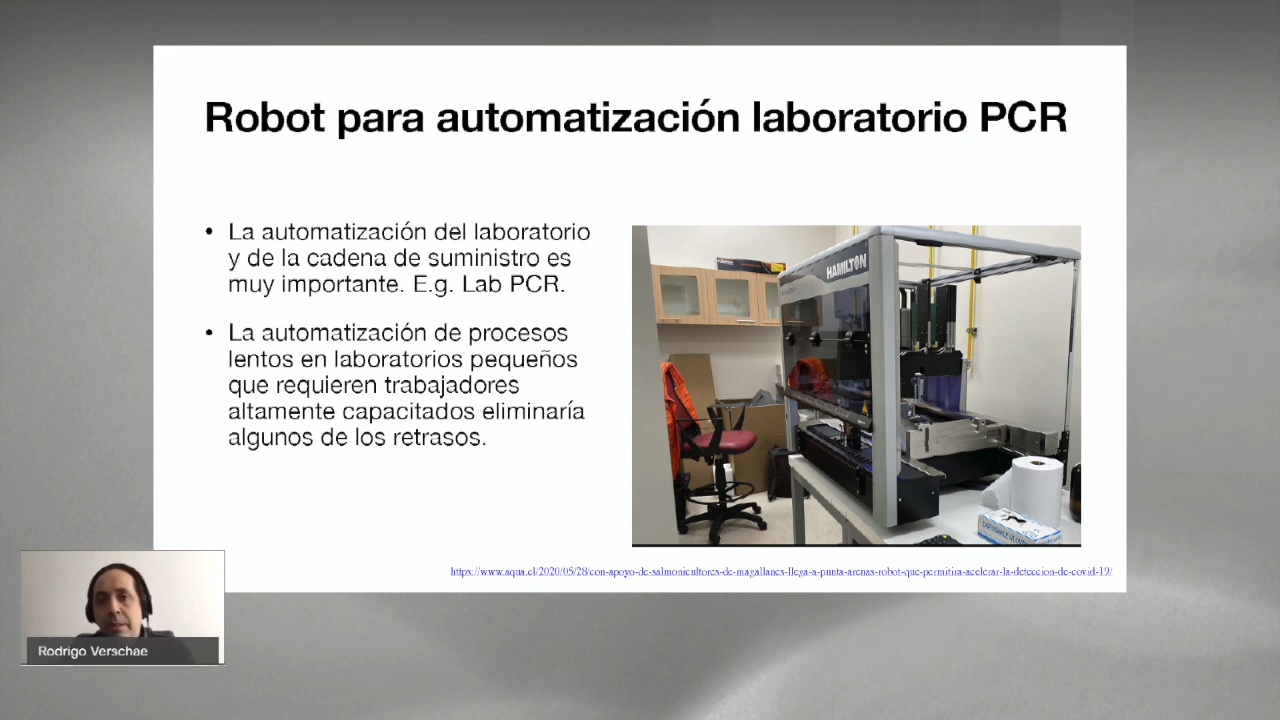 Robot para automatización laboratorio PCR
• La automatización del laboratorio
y de la cadena de suministro es
muy importante. E.g. Lab PCR.
• La automatización de procesos
lentos en laboratorios pequeños
que requieren trabajadores
altamente capacitados eliminaría
algunos de los retrasos.
HAMILTON
https://www.aqua.cl/2020/05/28/con-apoyo-de-salmonicultores-de-magallanes-llega-a-punta-arenas-robot-que-permitira-acelerar-la-deteccion-de-covid-19/
Rodrigo Verschae